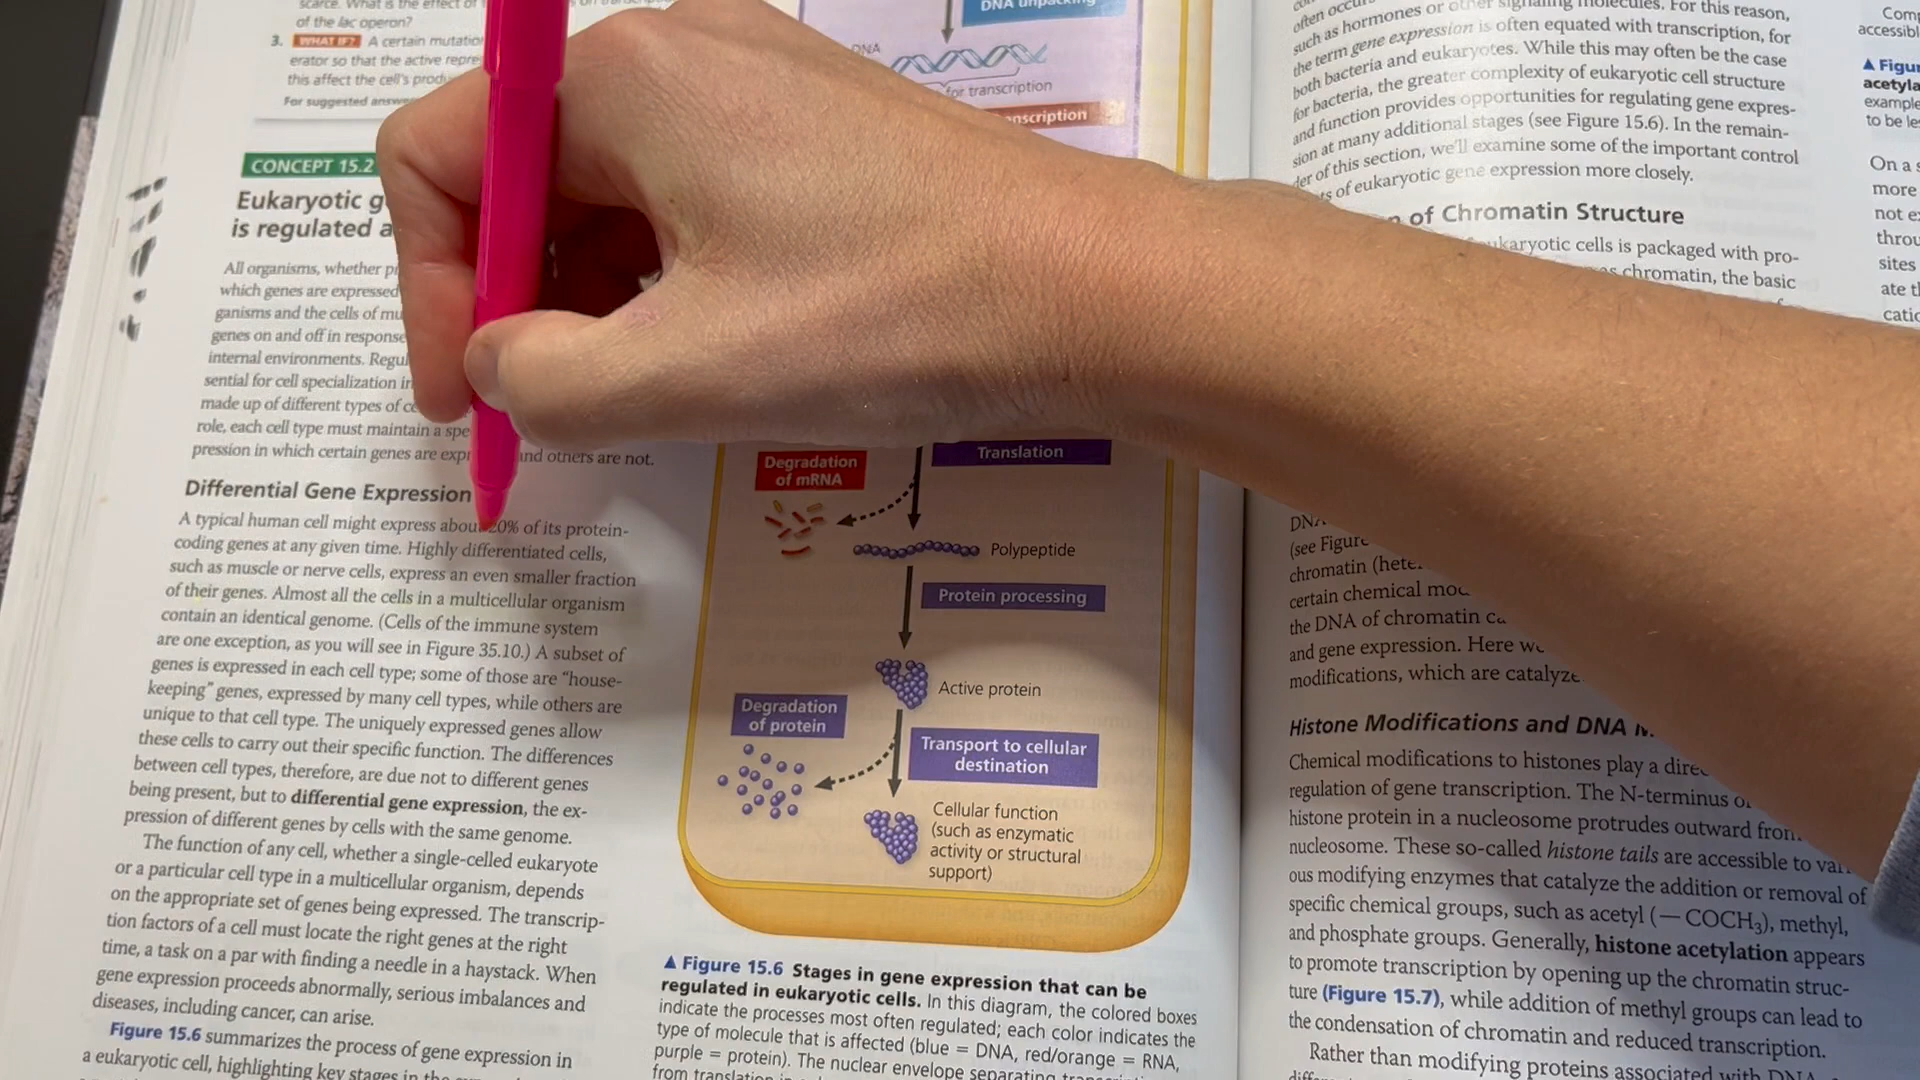 of the lac operon?
3. WHAT IF? A certain mutatio
erator so that the active repre
this affect the cell's produ
For suggested answe
CONCEPT 15.2
Eukaryotic g
is regulated a
All organisms, whether p
which genes are expressed
ganisms and the cells of mu
genes on and off in response
internal environments. Regul
sential for cell specialization in
made up of different types of ce
role, each cell type must maintain a spe
pression in which certain genes are expr and others are not.
Differential Gene Expression
A typical human cell might express about 20% of its protein-
coding genes at any given time. Highly differentiated cells,
such as muscle or nerve cells, express an even smaller fraction
of their genes. Almost all the cells in a multicellular organism
contain an identical genome. (Cells of the immune system
are one exception, as you will see in Figure 35.10.) A subset of
genes is expressed in each cell type; some of those are “house-
keeping” genes, expressed by many cell types, while others are
unique to that cell type. The uniquely expressed genes allow
these cells to carry out their specific function. The differences
between cell types, therefore, are due not to different genes
being present, but to differential gene expression, the ex-
pression of different genes by cells with the same genome.
The function of any cell, whether a single-celled eukaryote
or a particular cell type in a multicellular organism, depends
on the appropriate set of genes being expressed. The transcrip-
tion factors of a cell must locate the right genes at the right
time, a task on a par with finding a needle in a haystack. When
gene expression proceeds abnormally, serious imbalances and
diseases, including cancer, can arise.
Figure 15.6 summarizes the process of gene expression in
a eukaryotic cell, highlighting key stages in the
DNA unpacking
DNA
for transcription
nscription
Translation
Degradation
of mRNA
Polypeptide
Protein processing
Active protein
Degradation
of protein
Transport to cellular
destination
Cellular function
(such as enzymatic
activity or structural
support)
▲ Figure 15.6 Stages in gene expression that can be
regulated in eukaryotic cells. In this diagram, the colored boxes
indicate the processes most often regulated; each color indicates the
type of molecule that is affected (blue = DNA, red/orange = RNA,
purple = protein). The nuclear envelope separating
from translation
often occu
such as hormones or other signaling molecules. For this reason,
the term gene expression is often equated with transcription, for
both bacteria and eukaryotes. While this may often be the case
for bacteria, the greater complexity of eukaryotic cell structure
and function provides opportunities for regulating gene expres-
sion at many additional stages (see Figure 15.6). In the remain-
der of this section, we'll examine some of the important control
ts of eukaryotic gene expression more closely.
n of Chromatin Structure
ukaryotic cells is packaged with pro-
as chromatin, the basic
DNA
(see Figure
chromatin (hete
certain chemical mo
the DNA of chromatin ca
and gene expression. Here we
modifications, which are catalyze
Histone Modifications and DNA M
Chemical modifications to histones play a direc
regulation of gene transcription. The N-terminus o
histone protein in a nucleosome protrudes outward from
nucleosome. These so-called histone tails are accessible to vari
ous modifying enzymes that catalyze the addition or removal of
specific chemical groups, such as acetyl (—COCH₃), methyl,
and phosphate groups. Generally, histone acetylation appears
to promote transcription by opening up the chromatin struc-
ture (Figure 15.7), while addition of methyl groups can lead to
the condensation of chromatin and reduced transcription.
Rather than modifying proteins associated with DNA
Com
accessibl
▲ Figur
acetyla
example
to be le
On a s
more
not e
throu
sites
ate t
catio